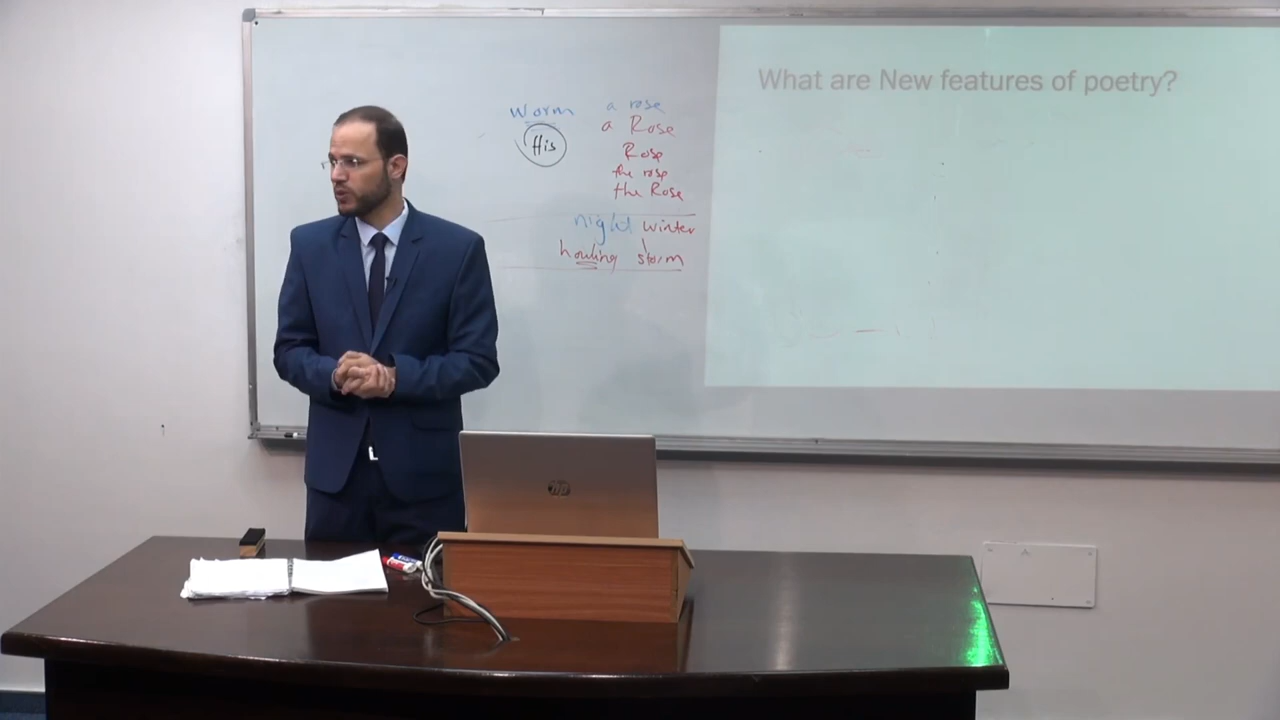 What are New features of poetry?
worm a rose
His a Rose
Rose
the rose
the Rose
night winter
howling storm
hp